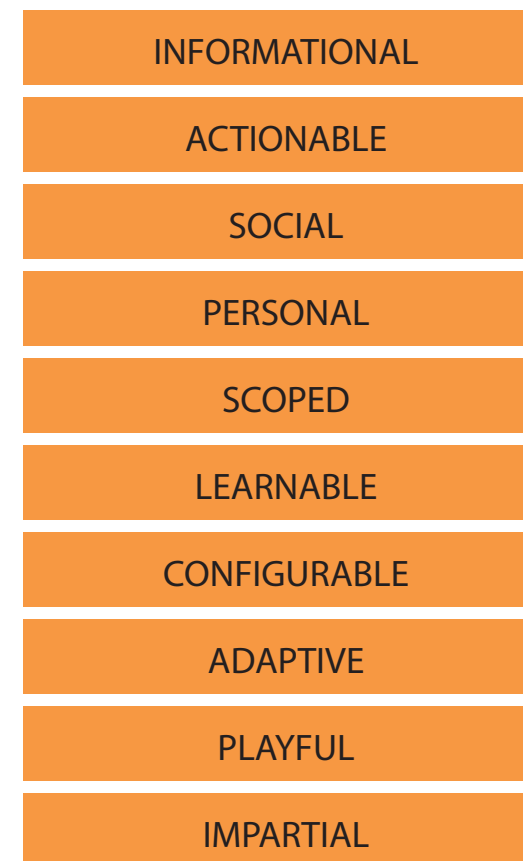 INFORMATIONAL
ACTIONABLE
SOCIAL
PERSONAL
SCOPED
LEARNABLE
CONFIGURABLE
ADAPTIVE
PLAYFUL
IMPARTIAL